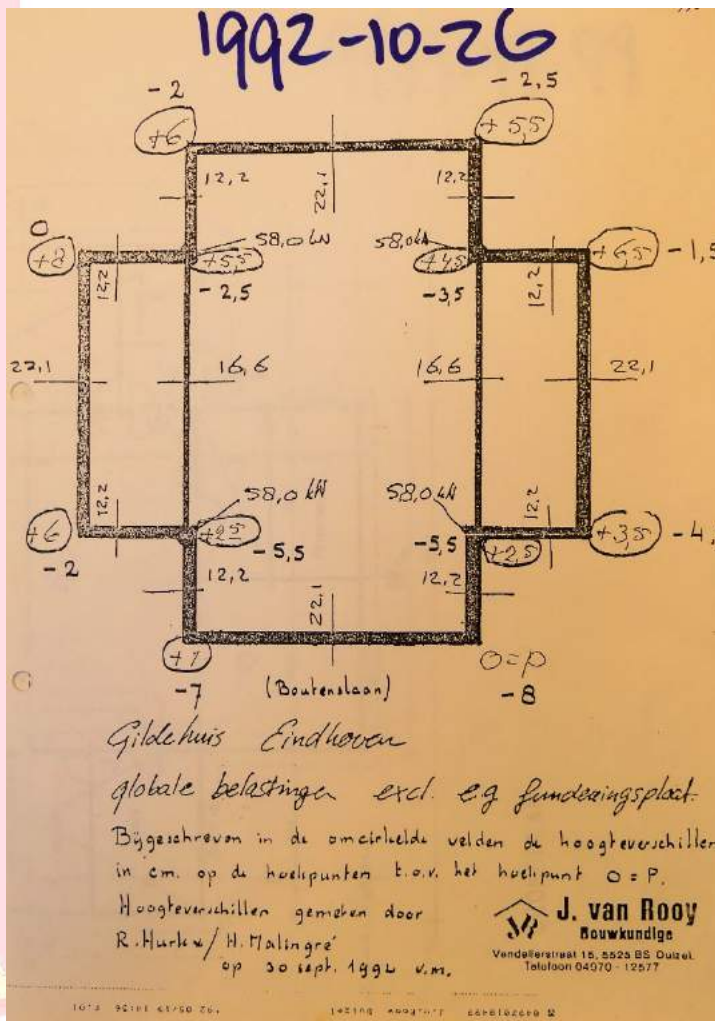 1992-10-26
- 2
- 2,5
+6
+5,5
12,2
22,1
12,2
0
58,0 kN
58,0 kN
+8
+5,5
+4,5
+6,5
- 1,5
12,2
- 2,5
-3,5
12,2
22,1
16,6
16,6
22,1
12,2
58,0 kN
58,0 kN
12,2
+6
+2,5
- 5,5
-5,5
+2,5
+3,5
- 4,
- 2
12,2
22,1
12,2
+1
0=P
-7
(Boutenslaan)
-8
Gildehuis Eindhoven
globale belastingen excl. e.g. funderingsplaat.
Bijgeschreven in de omcirkelde velden de hoogteverschillen
in cm. op de hoekpunten t.o.v. het hoekpunt 0 = P.
Hoogteverschillen gemeten door
R. Hurkx / H. Malingré
op 30 sept. 1992 v.m.
JVR
J. van Rooy
Bouwkundige
Vendelierstraat 15, 5525 BS Duizel.
Telefoon 04970 - 12577